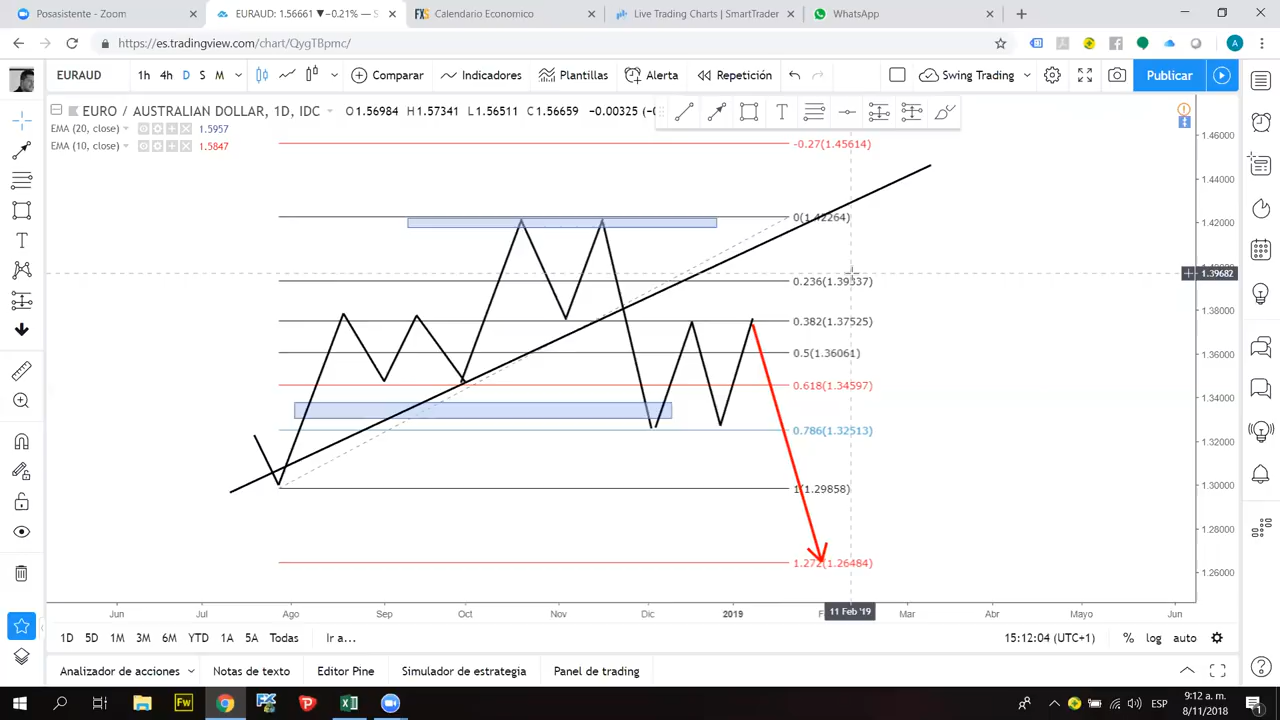 Posasistente - Zoom
EURAUD: 1.56661 ▼−0.21% — S
Calendario Economico
Live Trading Charts | SmartTrader
WhatsApp
https://es.tradingview.com/chart/QygTBpmc/
EURAUD 1h 4h D S M Comparar Indicadores Plantillas Alerta Repetición Swing Trading Publicar
EURO / AUSTRALIAN DOLLAR, 1D, IDC O1.56984 H1.57341 L1.56511 C1.56659 −0.00325 (−0
EMA (20, close) 1.5957
EMA (10, close) 1.5847
-0.27(1.45614)
0(1.42264)
0.236(1.39337)
0.382(1.37525)
0.5(1.36061)
0.618(1.34597)
0.786(1.32513)
1(1.29858)
1.272(1.26484)
1.46000
1.44000
1.42000
1.39682
1.38000
1.36000
1.34000
1.32000
1.30000
1.28000
1.26000
Jun Jul Ago Sep Oct Nov Dic 2019 F 11 Feb '19 Mar Abr Mayo Jun
1D 5D 1M 3M 6M YTD 1A 5A Todas Ir a... 15:12:04 (UTC+1) % log auto
Analizador de acciones Notas de texto Editor Pine Simulador de estrategia Panel de trading
ESP
9:12 a. m.
8/11/2018